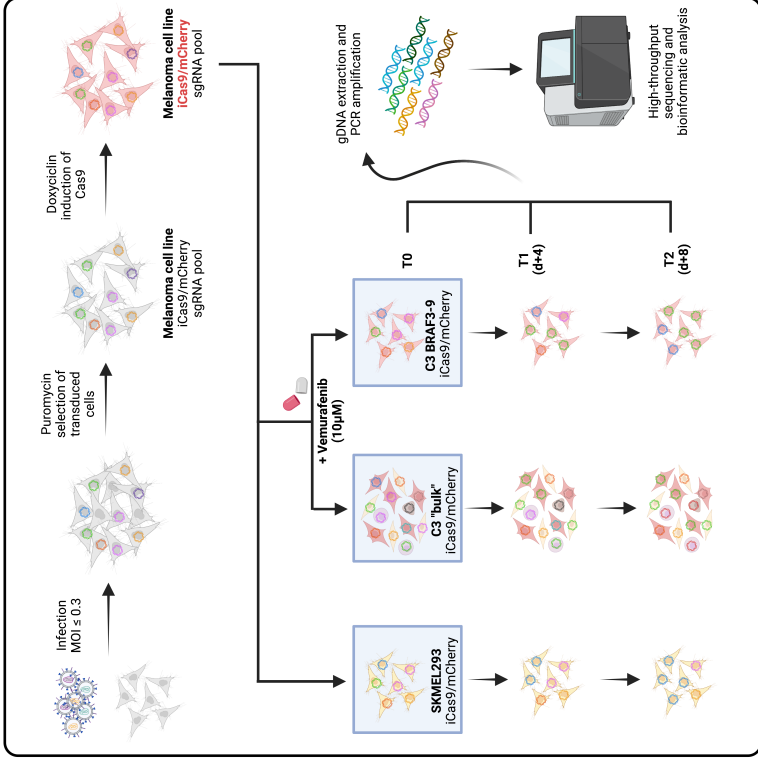 Infection
MOI ≤ 0.3
Puromycin
selection of
transduced
cells
Doxyciclin
induction of
Cas9
Melanoma cell line
iCas9/mCherry
sgRNA pool
Melanoma cell line
iCas9/mCherry
sgRNA pool
+ Vemurafenib
(10µM)
SKMEL293
iCas9/mCherry
C3 "bulk"
iCas9/mCherry
C3 BRAF3-9
iCas9/mCherry
T0
T1
(d+4)
T2
(d+8)
gDNA extraction and
PCR amplification
High-throughput
sequencing and
bioinformatic analysis